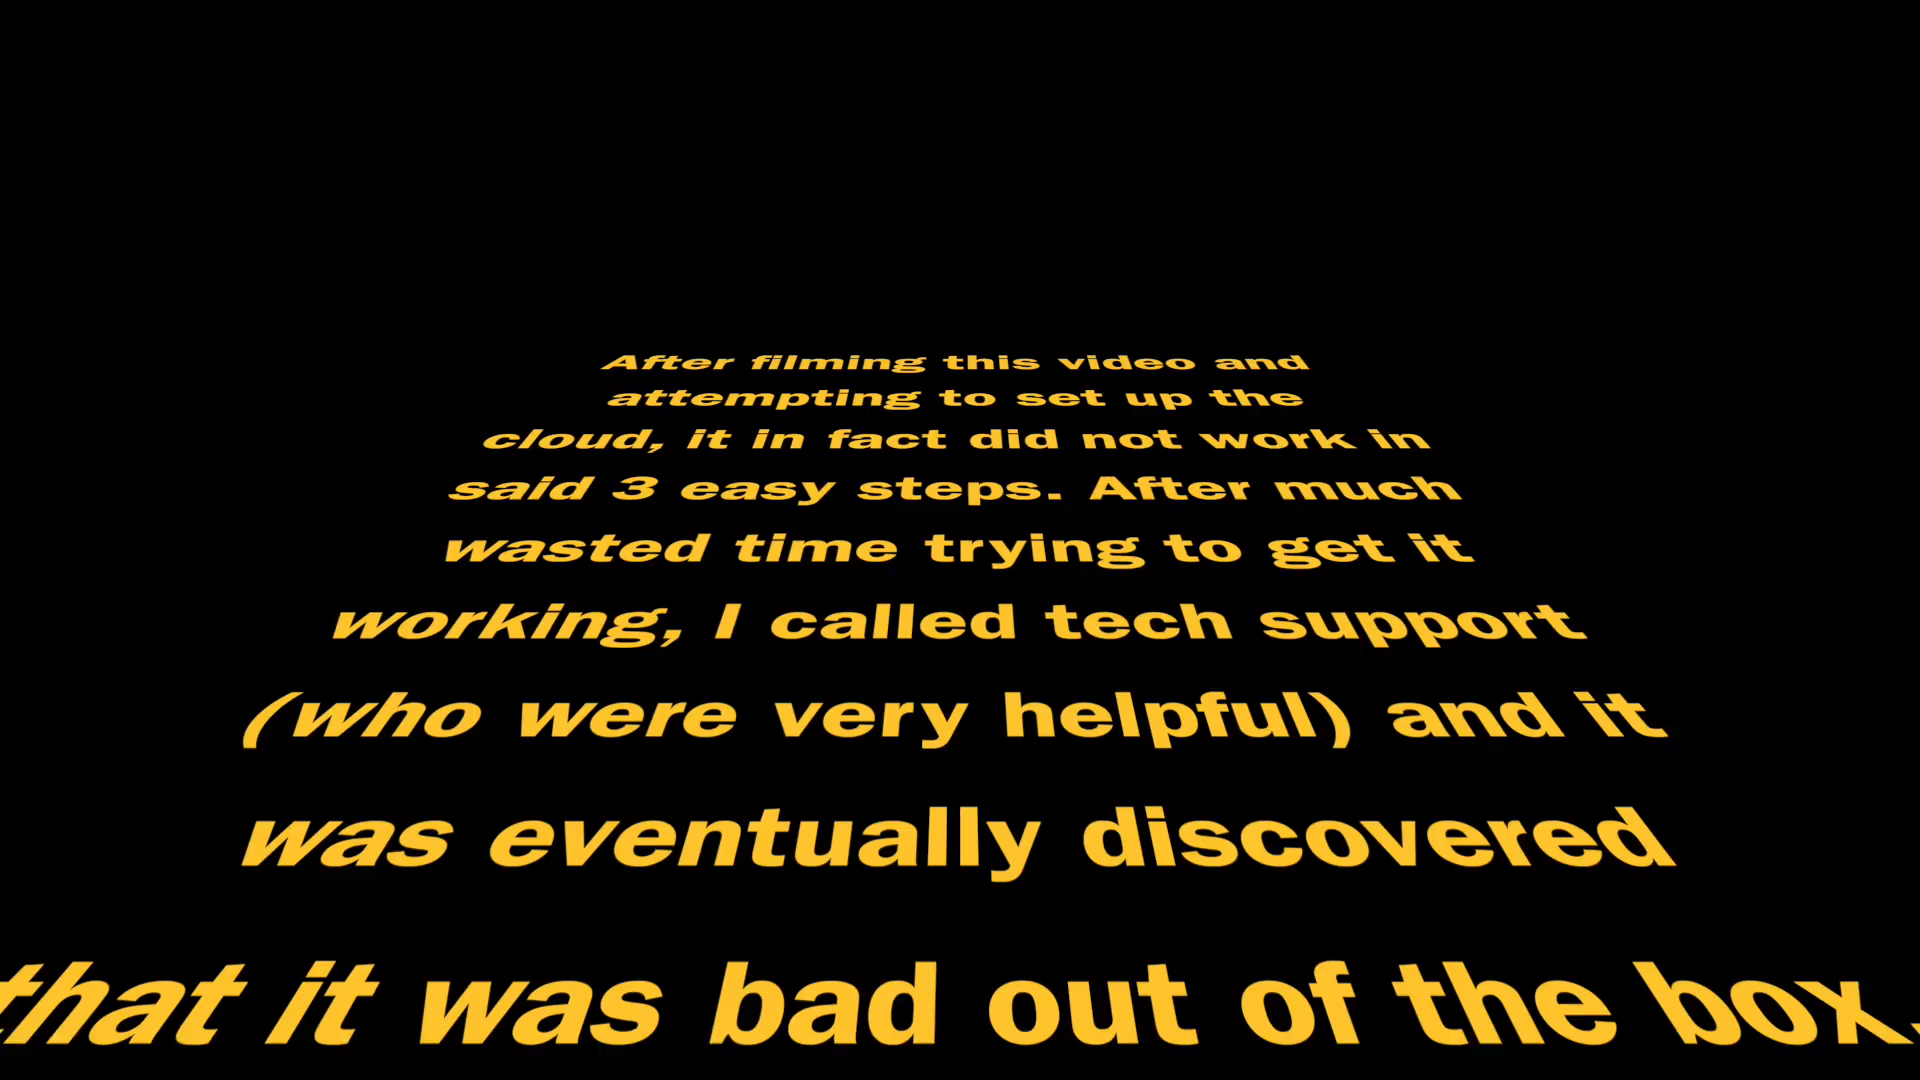 After filming this video and
attempting to set up the
cloud, it in fact did not work in
said 3 easy steps. After much
wasted time trying to get it
working, I called tech support
(who were very helpful) and it
was eventually discovered
that it was bad out of the box.